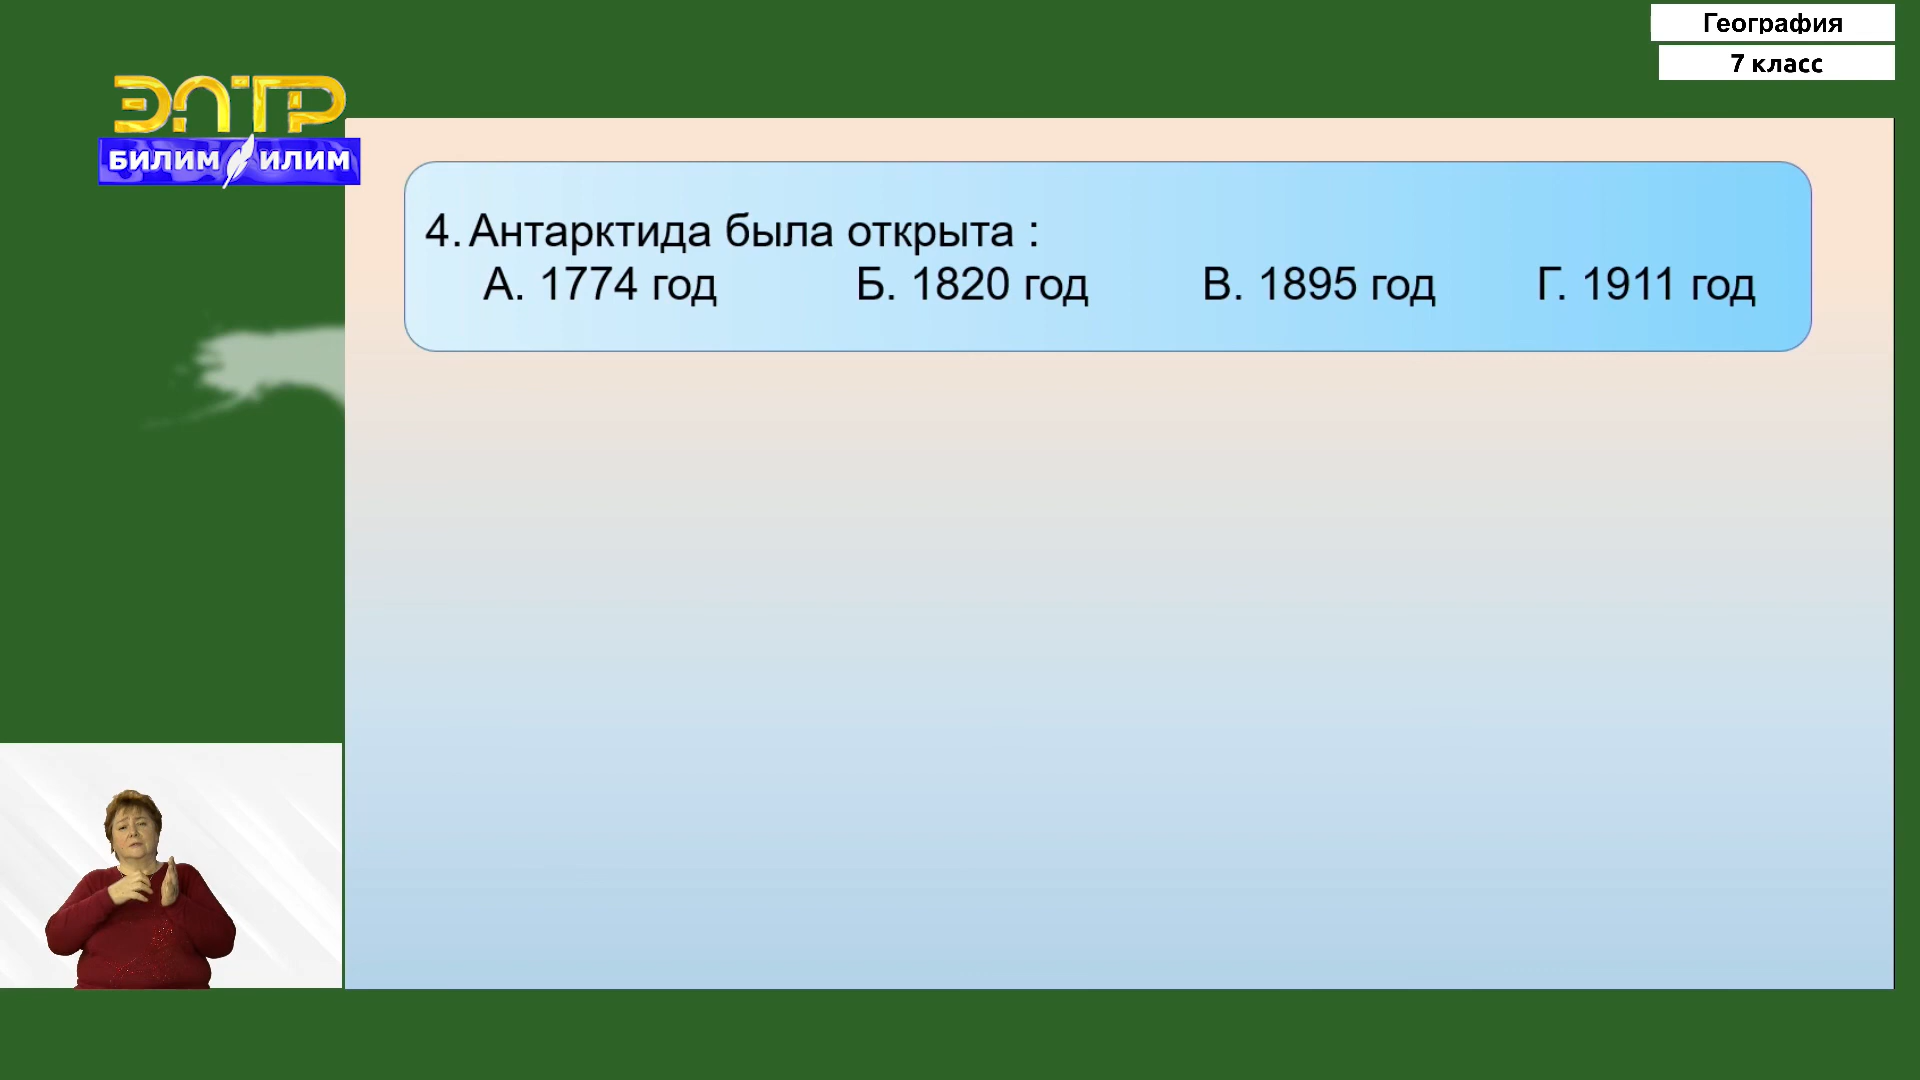 География
7 класс
ЭЛТР
БИЛИМ ИЛИМ
4. Антарктида была открыта :
А. 1774 год Б. 1820 год В. 1895 год Г. 1911 год